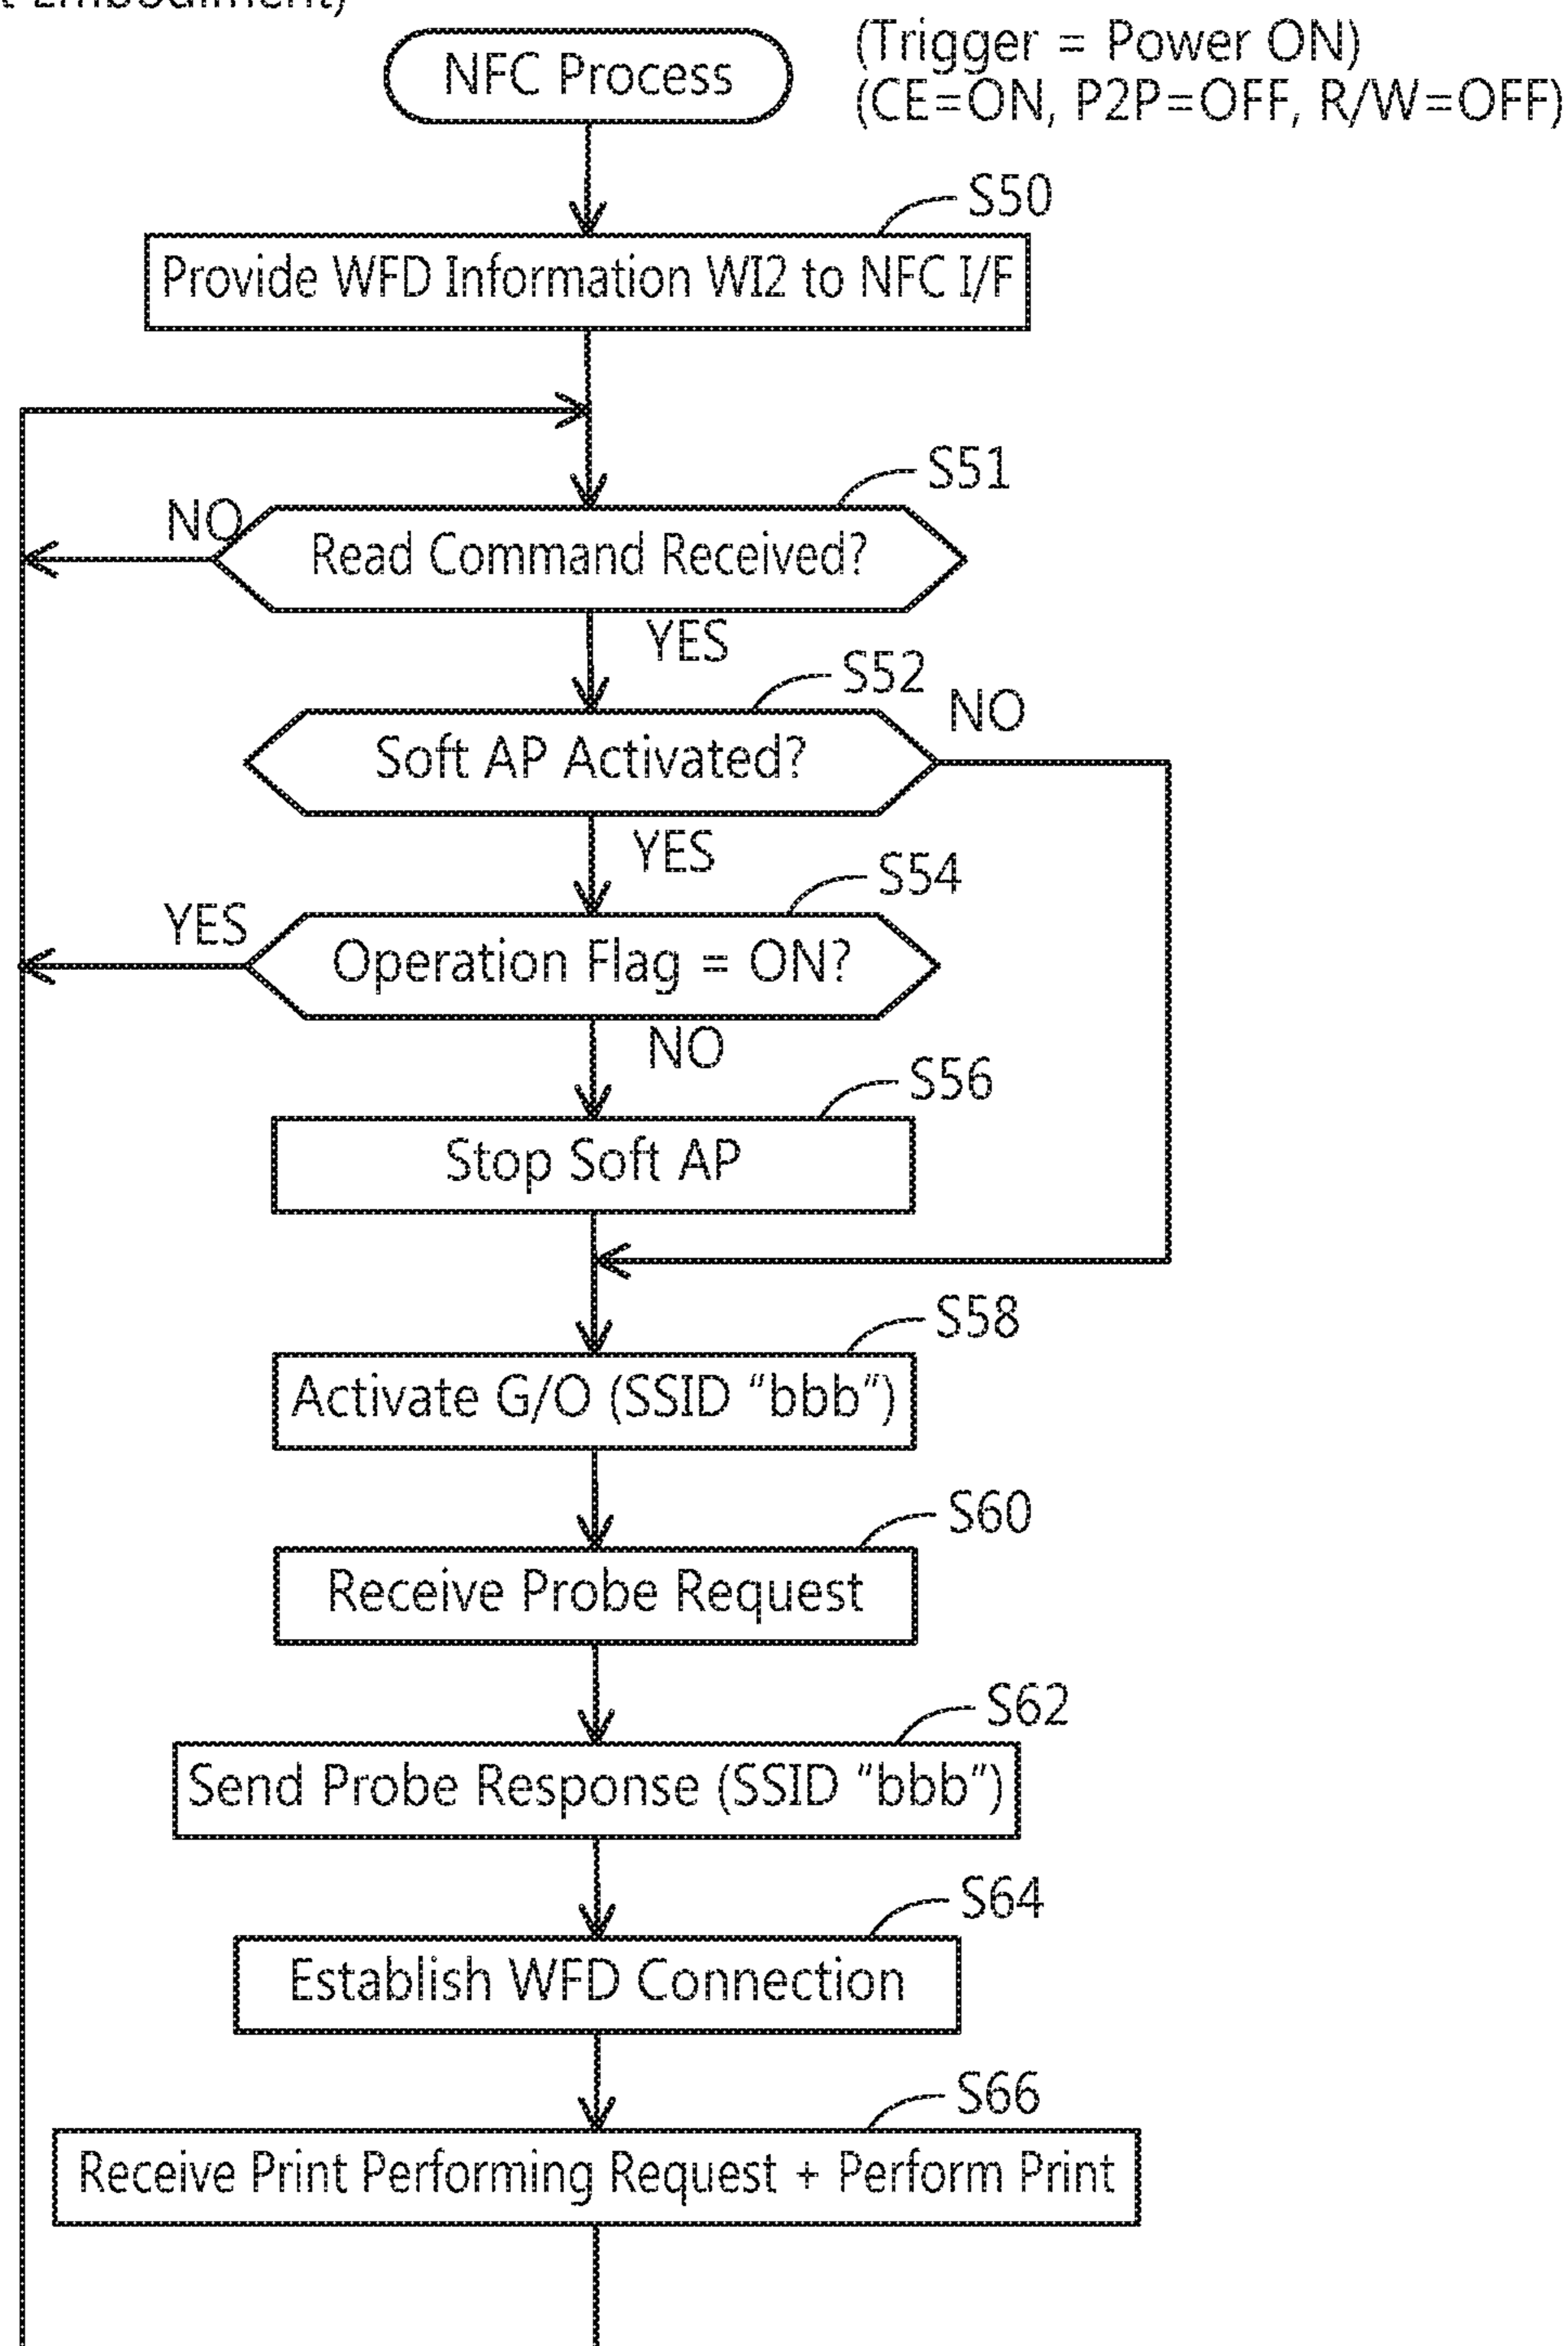 NFC Process
(Trigger = Power ON)
(CE=ON, P2P=OFF, R/W=OFF)
S50
Provide WFD Information WI2 to NFC I/F
S51
NO
Read Command Received?
YES
S52
NO
Soft AP Activated?
YES
S54
YES
Operation Flag = ON?
NO
S56
Stop Soft AP
S58
Activate G/O (SSID “bbb”)
S60
Receive Probe Request
S62
Send Probe Response (SSID “bbb”)
S64
Establish WFD Connection
S66
Receive Print Performing Request + Perform Print